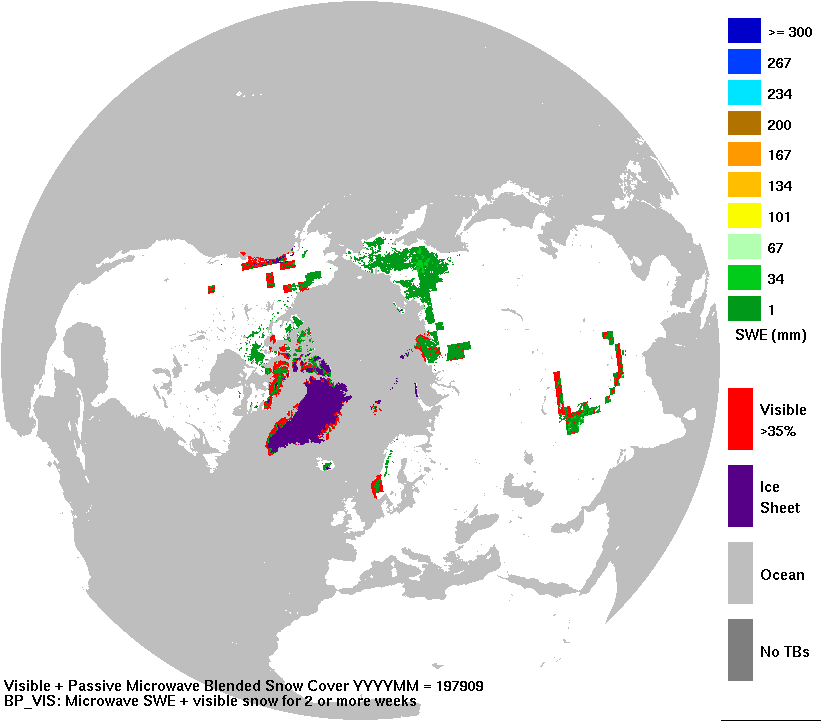 >= 300
267
234
200
167
134
101
67
34
1
SWE (mm)
Visible
>35%
Ice
Sheet
Ocean
No TBs
Visible + Passive Microwave Blended Snow Cover YYYYMM = 197909
BP_VIS: Microwave SWE + visible snow for 2 or more weeks